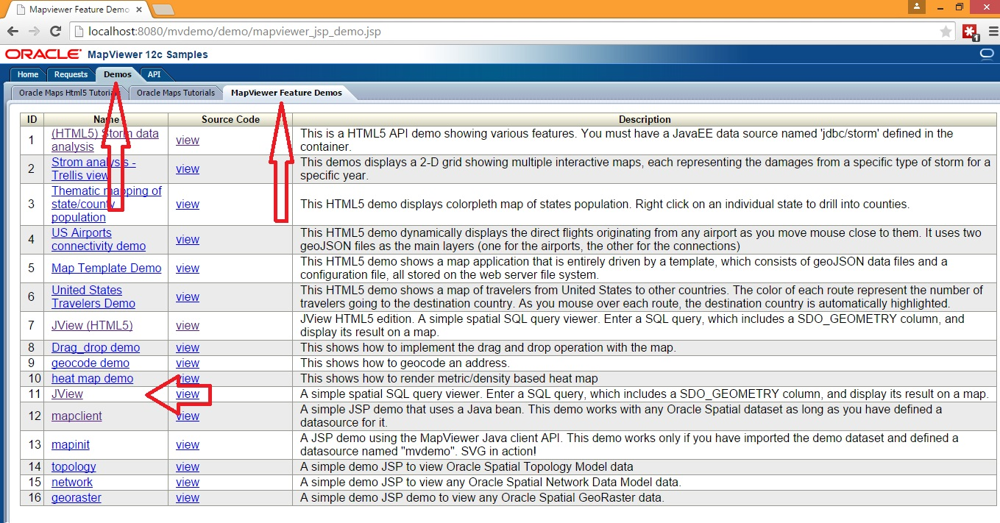 Mapviewer Feature Demo
localhost:8080/mvdemo/demo/mapviewer_jsp_demo.jsp
1
ORACLE MapViewer 12c Samples
Home Requests Demos API
Oracle Maps Html5 Tutorials Oracle Maps Tutorials MapViewer Feature Demos
ID Name Source Code Description
1 (HTML5) Storm data analysis view This is a HTML5 API demo showing various features. You must have a JavaEE data source named 'jdbc/storm' defined in the
container.
2 Strom analysis - Trellis view view This demos displays a 2-D grid showing multiple interactive maps, each representing the damages from a specific type of storm for a
specific year.
3 Thematic mapping of state/county population view This HTML5 demo displays colorpleth map of states population. Right click on an individual state to drill into counties.
4 US Airports connectivity demo view This HTML5 demo dynamically displays the direct flights originating from any airport as you move mouse close to them. It uses two
geoJSON files as the main layers (one for the airports, the other for the connections)
5 Map Template Demo view This HTML5 demo shows a map application that is entirely driven by a template, which consists of geoJSON data files and a
configuration file, all stored on the web server file system.
6 United States Travelers Demo view This HTML5 demo shows a map of travelers from United States to other countries. The color of each route represent the number of
travelers going to the destination country. As you mouse over each route, the destination country is automatically highlighted.
7 JView (HTML5) view JView HTML5 edition. A simple spatial SQL query viewer. Enter a SQL query, which includes a SDO_GEOMETRY column, and
display its result on a map.
8 Drag_drop demo view This shows how to implement the drag and drop operation with the map.
9 geocode demo view This shows how to geocode an address.
10 heat map demo view This shows how to render metric/density based heat map
11 JView view A simple spatial SQL query viewer. Enter a SQL query, which includes a SDO_GEOMETRY column, and display its result on a map.
12 mapclient view A simple JSP demo that uses a Java bean. This demo works with any Oracle Spatial dataset as long as you have defined a
datasource for it.
13 mapinit view A JSP demo using the MapViewer Java client API. This demo works only if you have imported the demo dataset and defined a
datasource named "mvdemo". SVG in action!
14 topology view A simple demo JSP to view Oracle Spatial Topology Model data
15 network view A simple demo JSP to view any Oracle Spatial Network Data Model data.
16 georaster view A simple demo JSP demo to view any Oracle Spatial GeoRaster data.